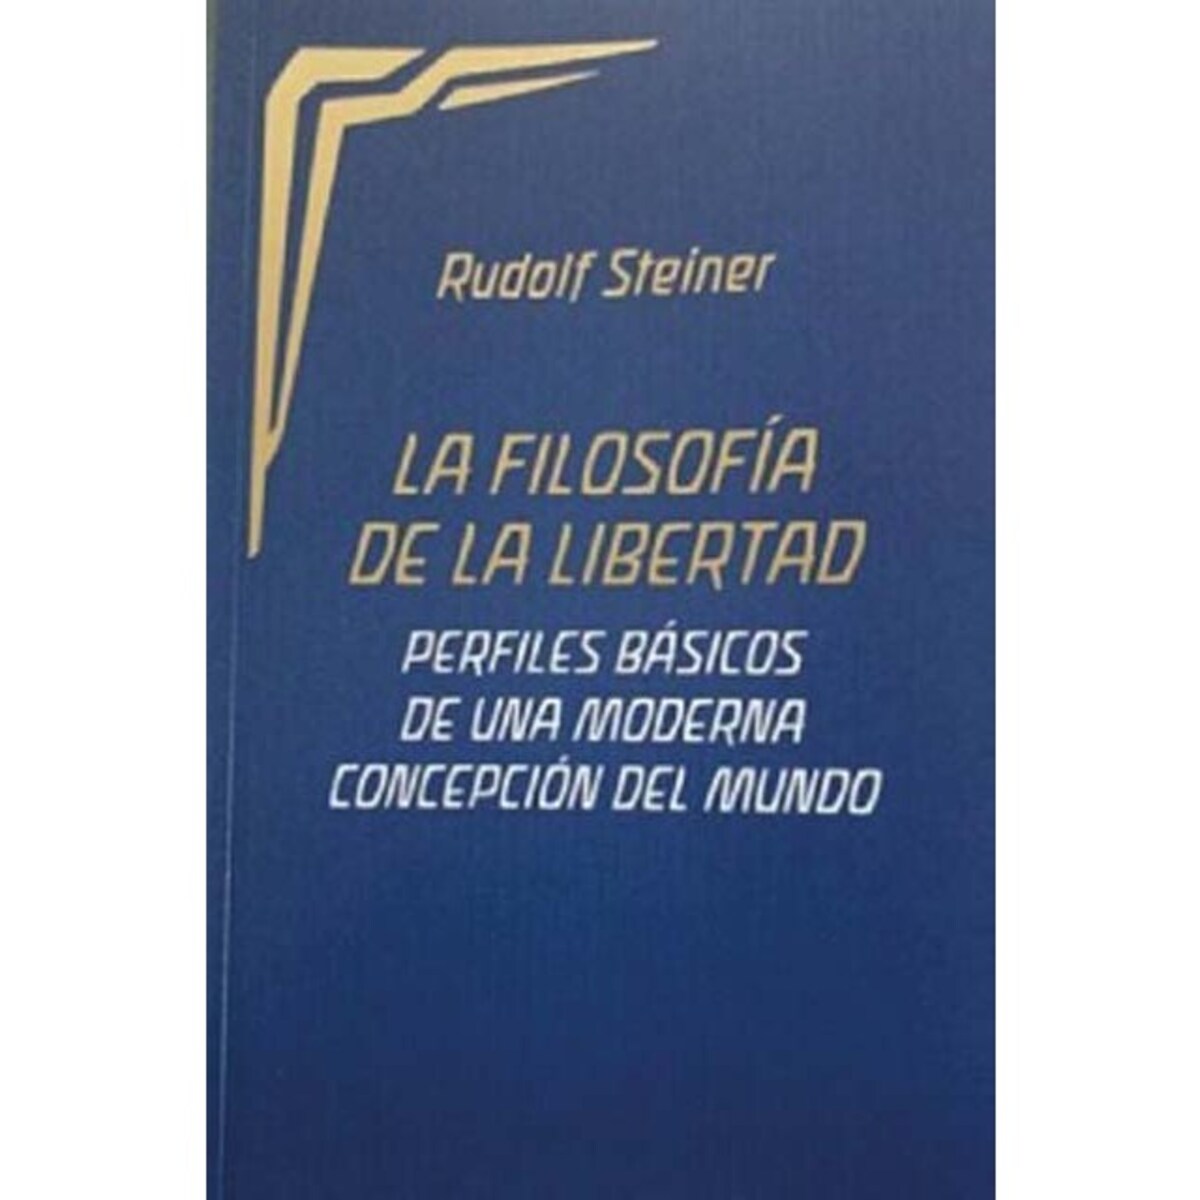 Rudolf Steiner
LA FILOSOFÍA
DE LA LIBERTAD
PERFILES BÁSICOS
DE UNA MODERNA
CONCEPCIÓN DEL MUNDO